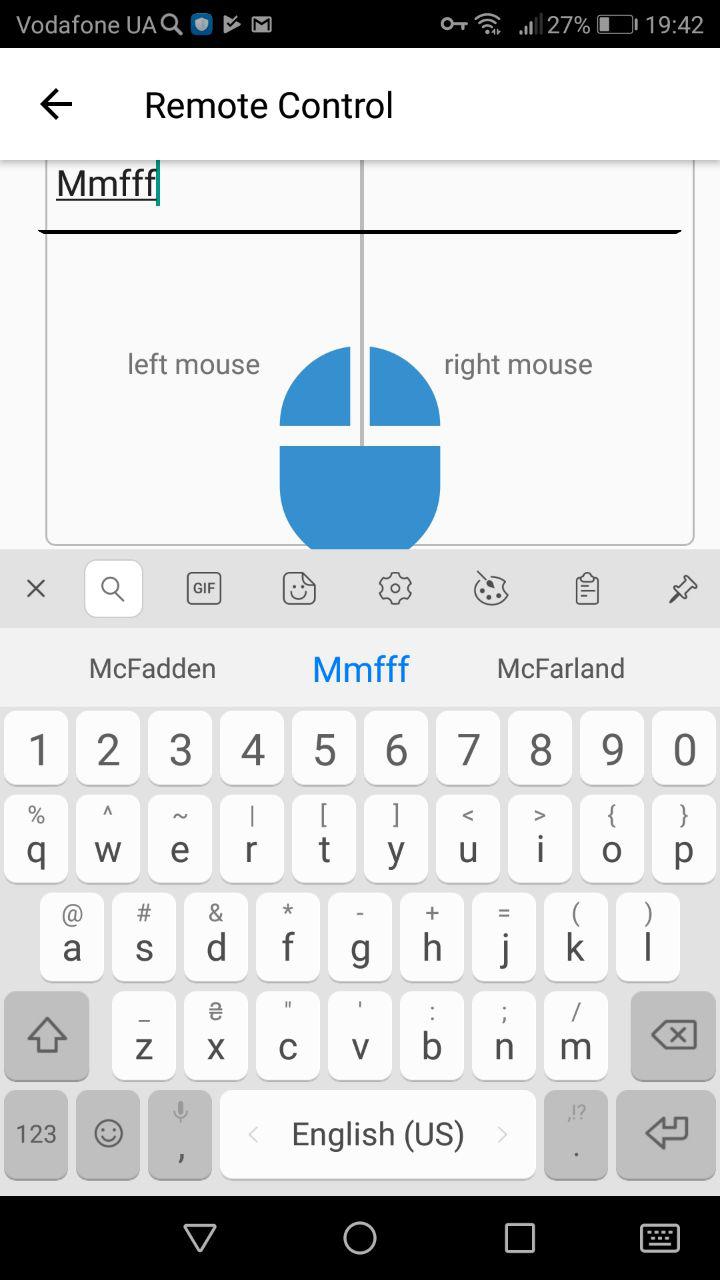 Vodafone UA 27% 19:42
Remote Control
Mmfff
left mouse right mouse
GIF
McFadden Mmfff McFarland
1 2 3 4 5 6 7 8 9 0
% ^ ~ | [ ] < > { }
q w e r t y u i o p
@ # & * - + = ( )
a s d f g h j k l
_ ₴ " ' : ; /
z x c v b n m
,!?
123 , English (US) .